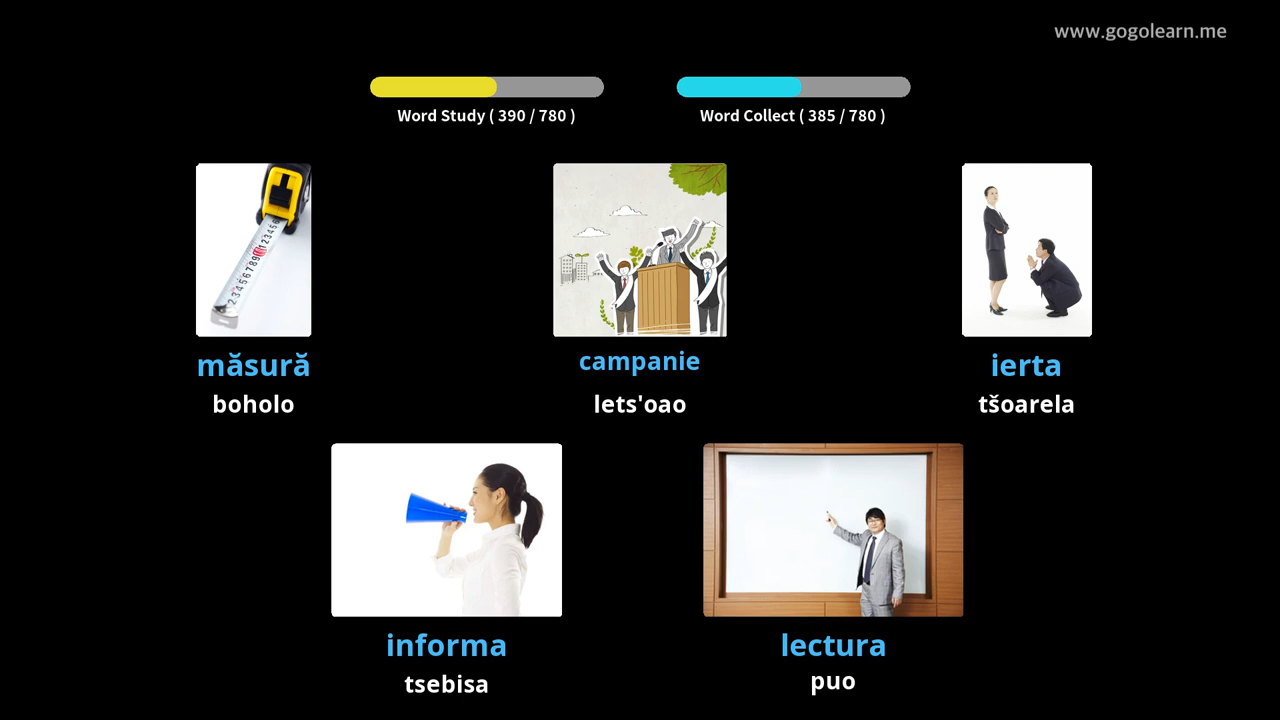 www.gogolearn.me
Word Study ( 390 / 780 )
Word Collect ( 385 / 780 )
măsură
boholo
campanie
lets'oao
ierta
tšoarela
informa
tsebisa
lectura
puo